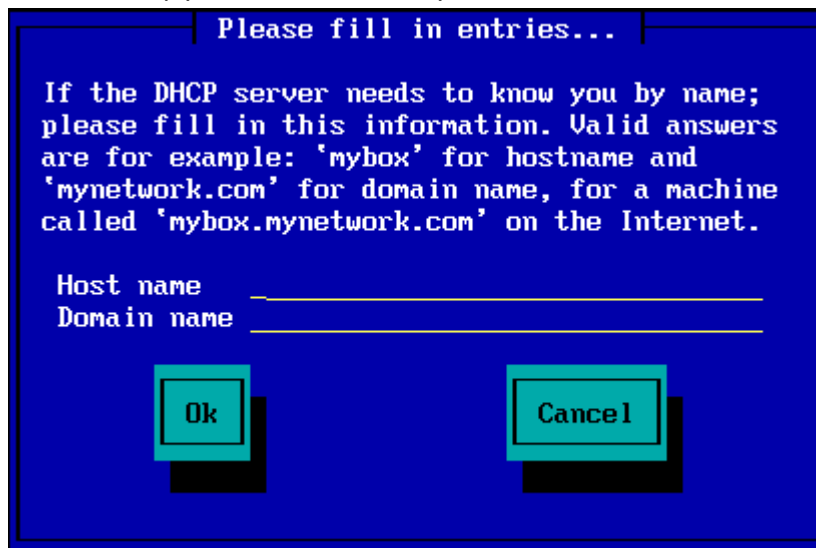 Please fill in entries...
If the DHCP server needs to know you by name;
please fill in this information. Valid answers
are for example: `mybox' for hostname and
`mynetwork.com' for domain name, for a machine
called `mybox.mynetwork.com' on the Internet.
Host name
Domain name
Ok Cancel